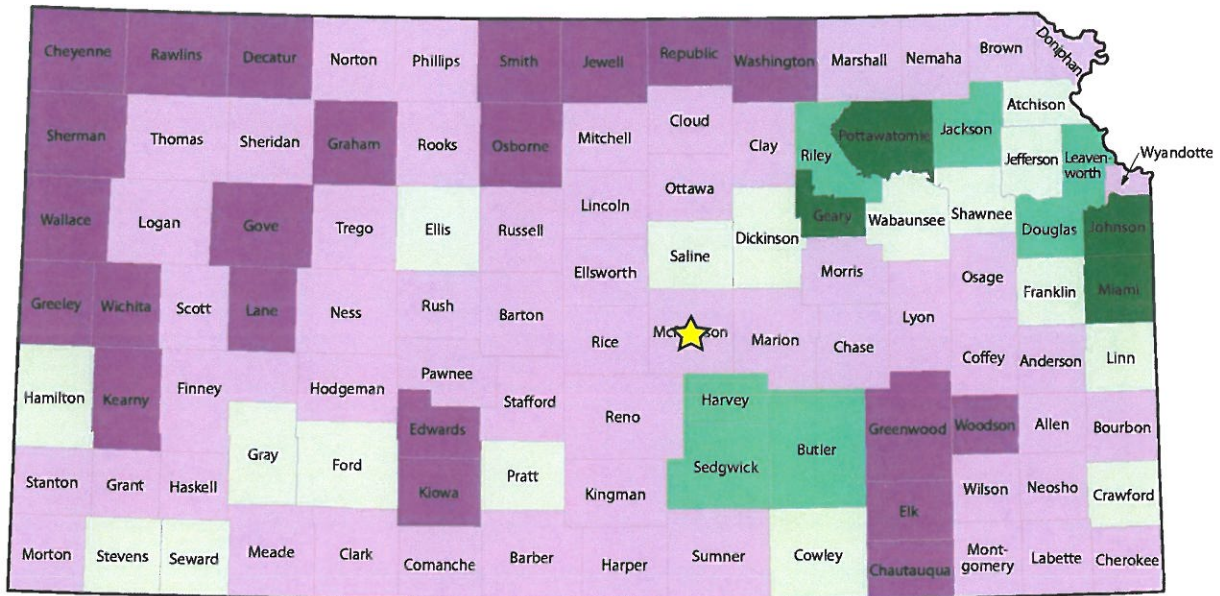 Cheyenne
Rawlins
Decatur
Norton
Phillips
Smith
Jewell
Republic
Washington
Marshall
Nemaha
Brown
Doniphan
Sherman
Thomas
Sheridan
Graham
Rooks
Osborne
Mitchell
Cloud
Clay
Riley
Pottawatomie
Jackson
Atchison
Jefferson
Leaven-
worth
Wyandotte
Wallace
Logan
Gove
Trego
Ellis
Russell
Lincoln
Ottawa
Saline
Dickinson
Geary
Wabaunsee
Shawnee
Douglas
Johnson
Greeley
Wichita
Scott
Lane
Ness
Rush
Barton
Ellsworth
Rice
Marion
Morris
Chase
Lyon
Osage
Franklin
Miami
Hamilton
Kearny
Finney
Hodgeman
Pawnee
Stafford
Reno
Harvey
Coffey
Anderson
Linn
Gray
Ford
Edwards
Kiowa
Pratt
Kingman
Sedgwick
Butler
Greenwood
Woodson
Allen
Bourbon
Stanton
Grant
Haskell
Elk
Wilson
Neosho
Crawford
Morton
Stevens
Seward
Meade
Clark
Comanche
Barber
Harper
Sumner
Cowley
Chautauqua
Mont-
gomery
Labette
Cherokee